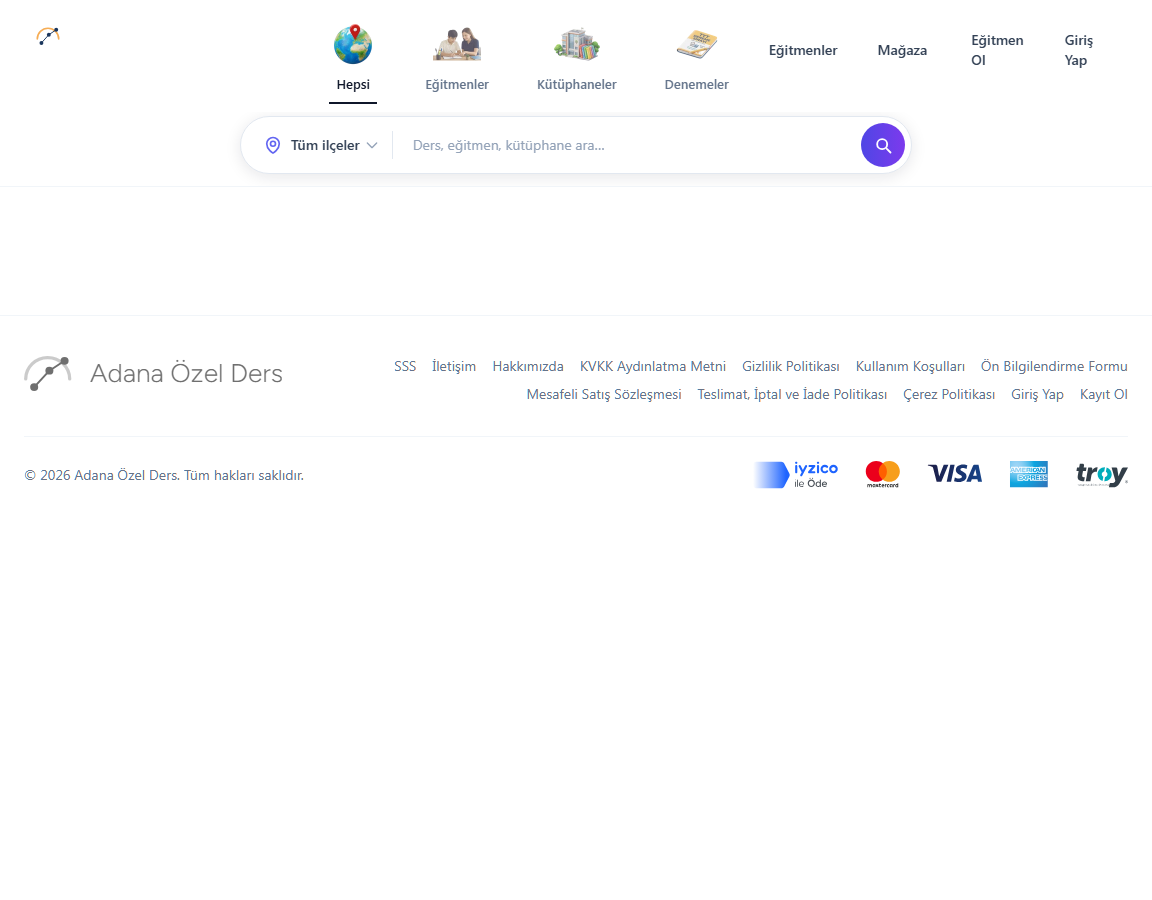 Hepsi
Eğitmenler
Kütüphaneler
Denemeler
Eğitmenler
Mağaza
Eğitmen
Ol
Giriş
Yap
Tüm ilçeler
Ders, eğitmen, kütüphane ara...
Adana Özel Ders
SSS İletişim Hakkımızda KVKK Aydınlatma Metni Gizlilik Politikası Kullanım Koşulları Ön Bilgilendirme Formu
Mesafeli Satış Sözleşmesi Teslimat, İptal ve İade Politikası Çerez Politikası Giriş Yap Kayıt Ol
© 2026 Adana Özel Ders. Tüm hakları saklıdır.
iyzico
ile Öde
mastercard
VISA
AMERICAN
EXPRESS
troy